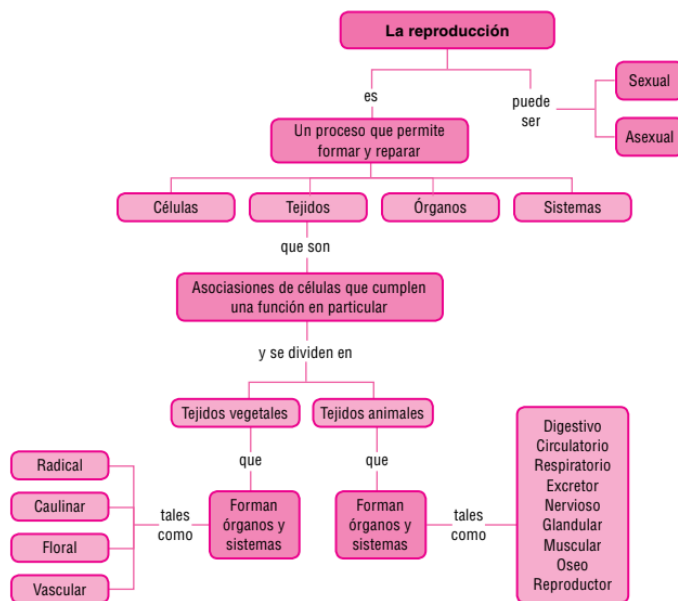 La reproducción
es
puede
ser
Sexual
Asexual
Un proceso que permite
formar y reparar
Células
Tejidos
Órganos
Sistemas
que son
Asociasiones de células que cumplen
una función en particular
y se dividen en
Tejidos vegetales
Tejidos animales
que
que
Radical
Caulinar
Floral
Vascular
tales
como
Forman
órganos y
sistemas
Forman
órganos y
sistemas
tales
como
Digestivo
Circulatorio
Respiratorio
Excretor
Nervioso
Glandular
Muscular
Oseo
Reproductor